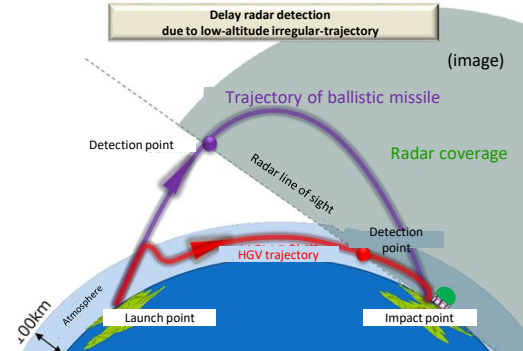 Delay radar detection
due to low-altitude irregular-trajectory
(image)
Trajectory of ballistic missile
Detection point
Radar coverage
Radar line of sight
Detection
point
HGV trajectory
Atmosphere
100km
Launch point
Impact point